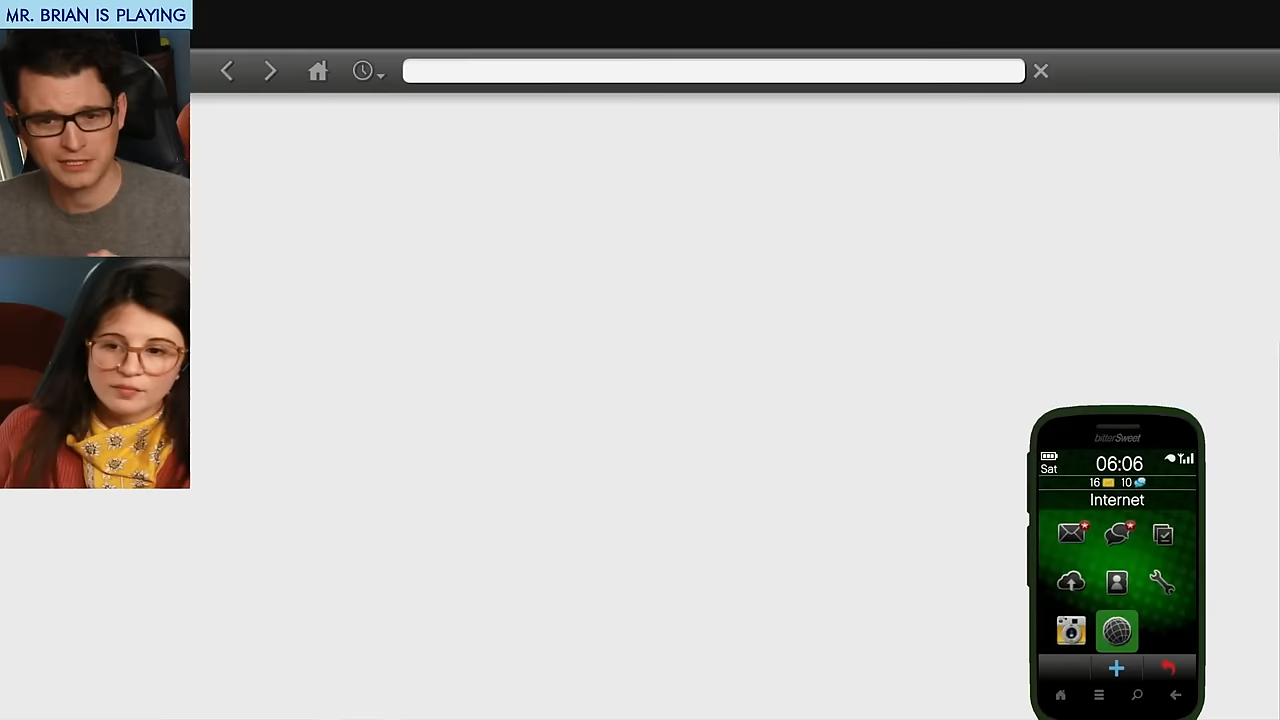 MR. BRIAN IS PLAYING
bitterSweet
Sat
06:06
16
10
Internet